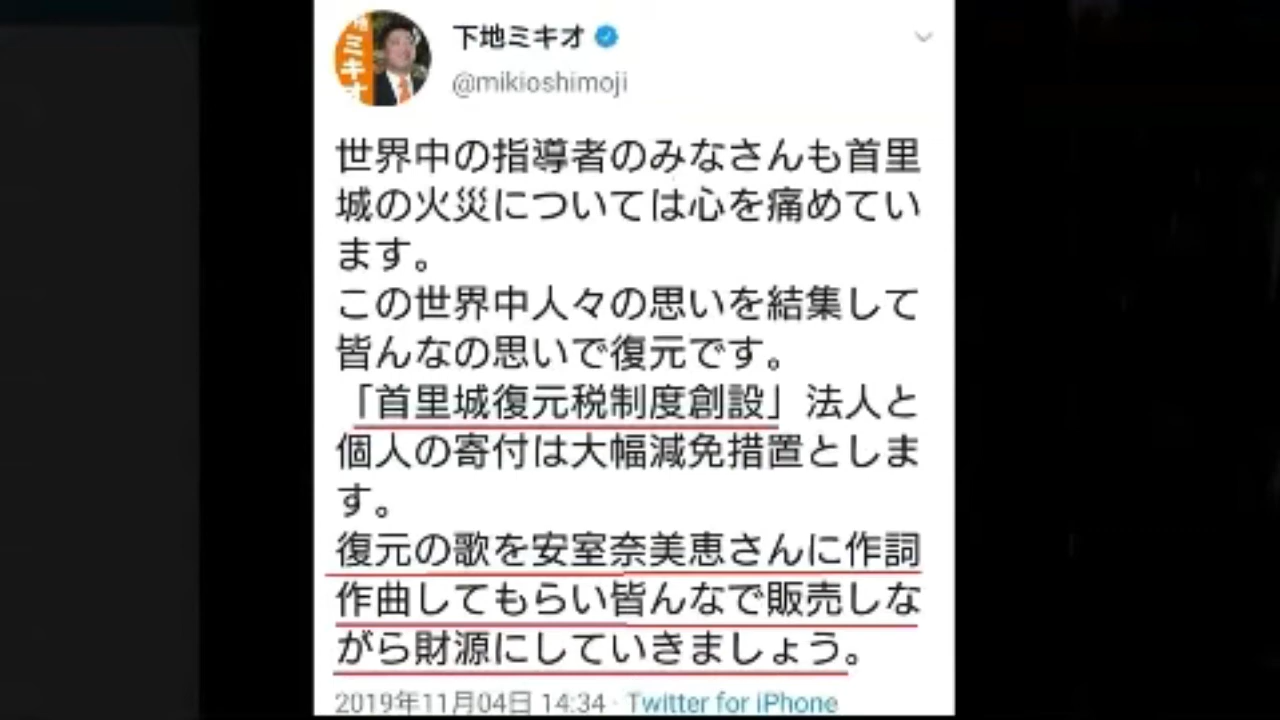 下地ミキオ
@mikioshimoji
ミキオ
世界中の指導者のみなさんも首里
城の火災については心を痛めてい
ます。
この世界中人々の思いを結集して
皆んなの思いで復元です。
「首里城復元税制度創設」法人と
個人の寄付は大幅減免措置としま
す。
復元の歌を安室奈美恵さんに作詞
作曲してもらい皆んなで販売しな
がら財源にしていきましょう。
2019年11月04日 14:34 · Twitter for iPhone